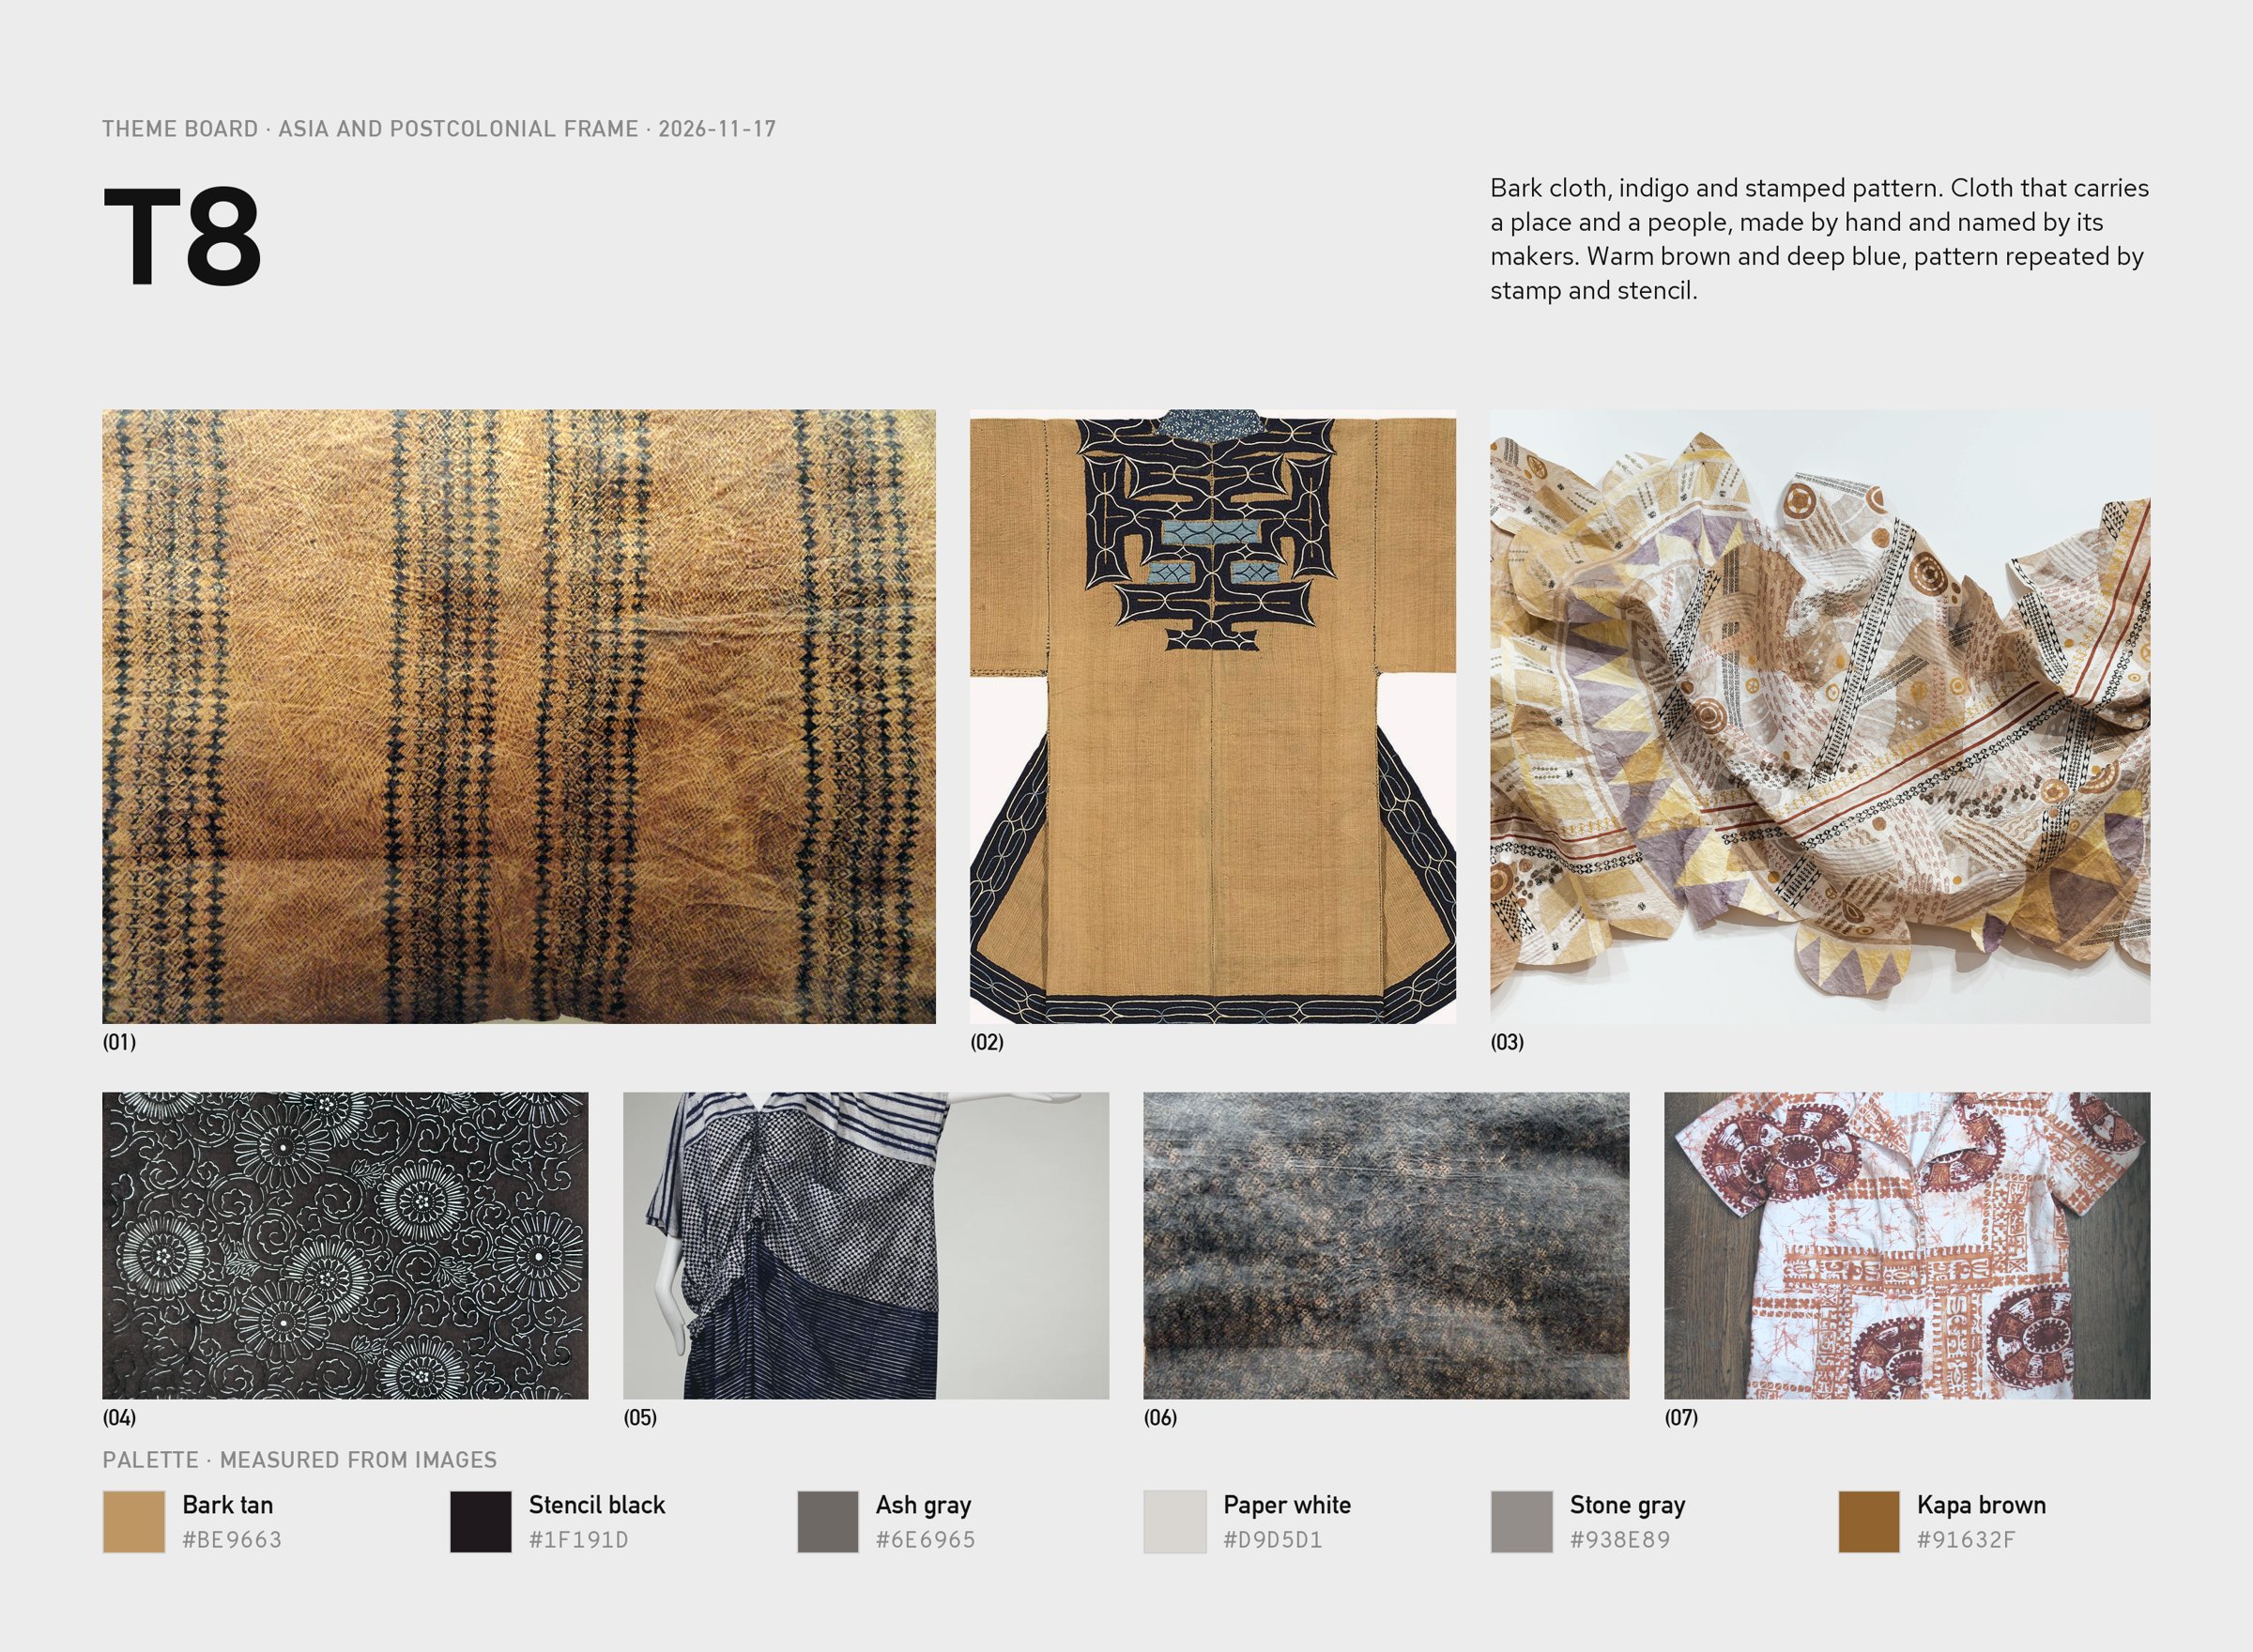 THEME BOARD · ASIA AND POSTCOLONIAL FRAME · 2026-11-17
T8
Bark cloth, indigo and stamped pattern. Cloth that carries
a place and a people, made by hand and named by its
makers. Warm brown and deep blue, pattern repeated by
stamp and stencil.
(01)
(02)
(03)
(04)
(05)
(06)
(07)
PALETTE · MEASURED FROM IMAGES
Bark tan
#BE9663
Stencil black
#1F191D
Ash gray
#6E6965
Paper white
#D9D5D1
Stone gray
#938E89
Kapa brown
#91632F